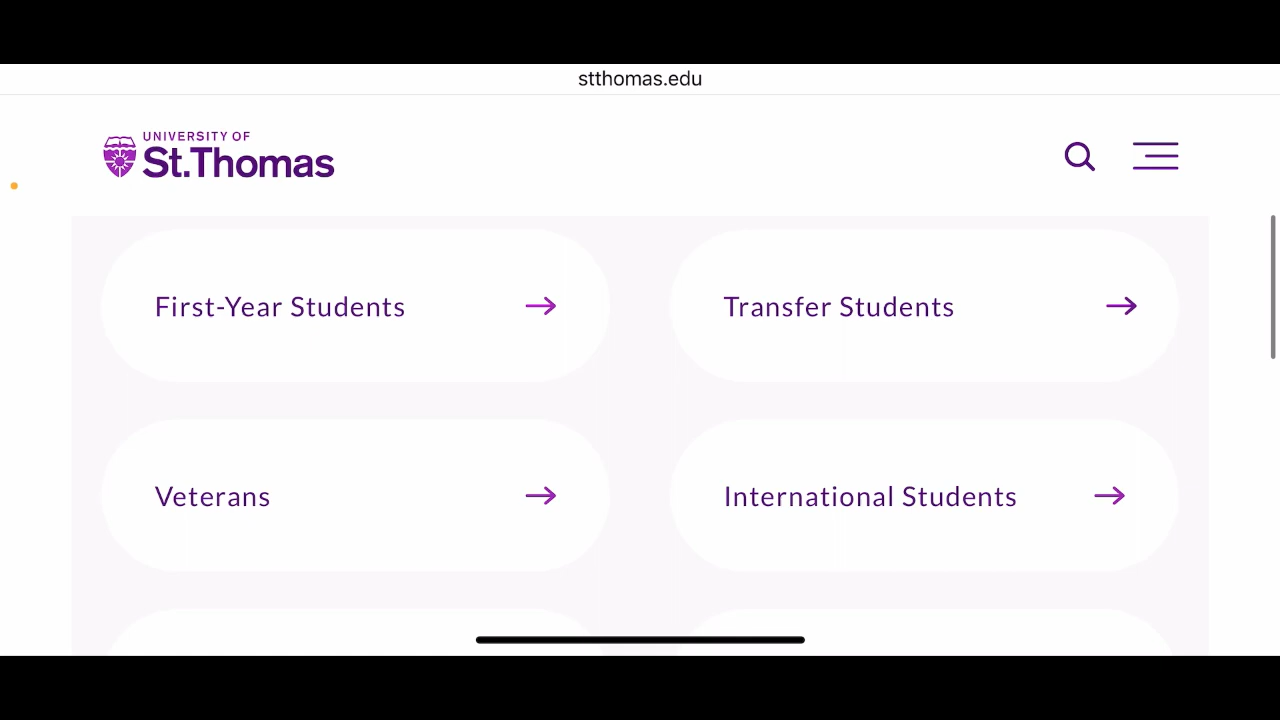 stthomas.edu
UNIVERSITY OF
St.Thomas
First-Year Students
Transfer Students
Veterans
International Students